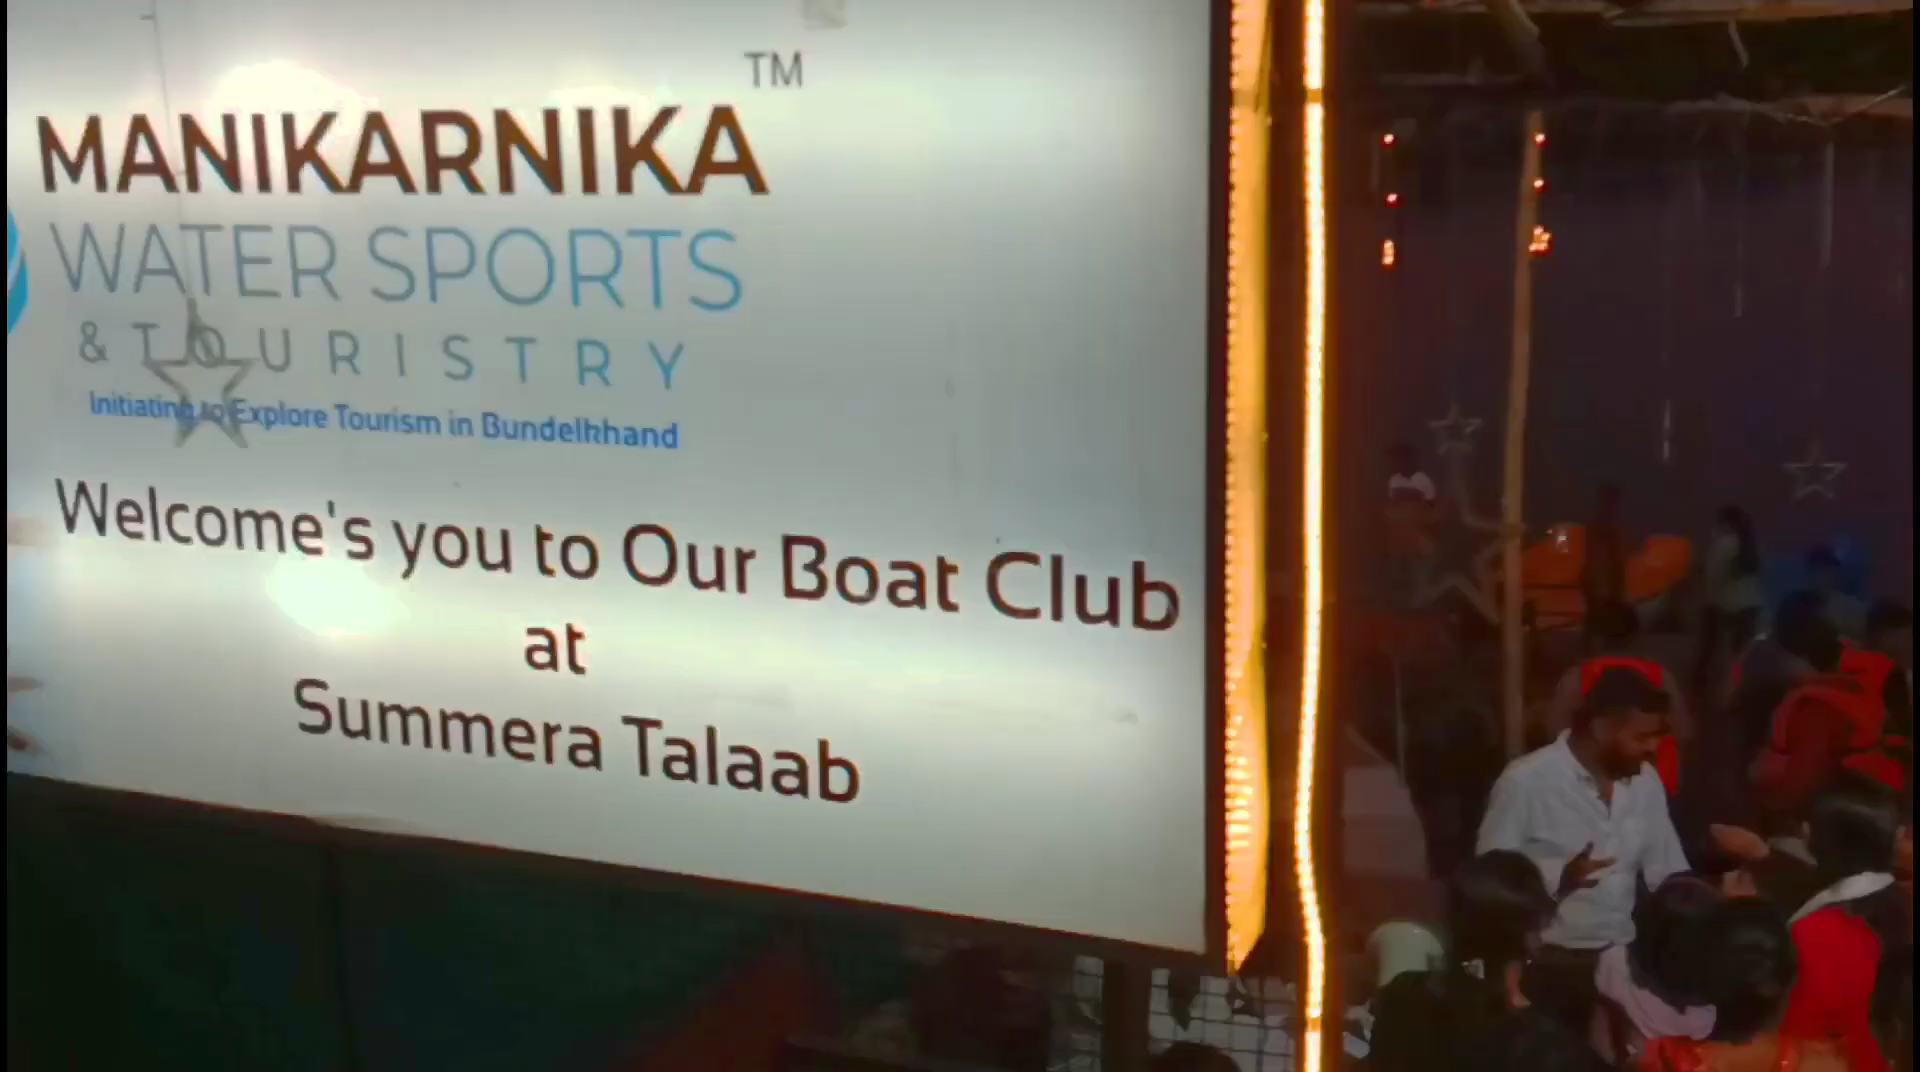 TM
MANIKARNIKA
WATER SPORTS
& TOURISTRY
Initiating to Explore Tourism in Bundelkhand
Welcome's you to Our Boat Club
at
Summera Talaab